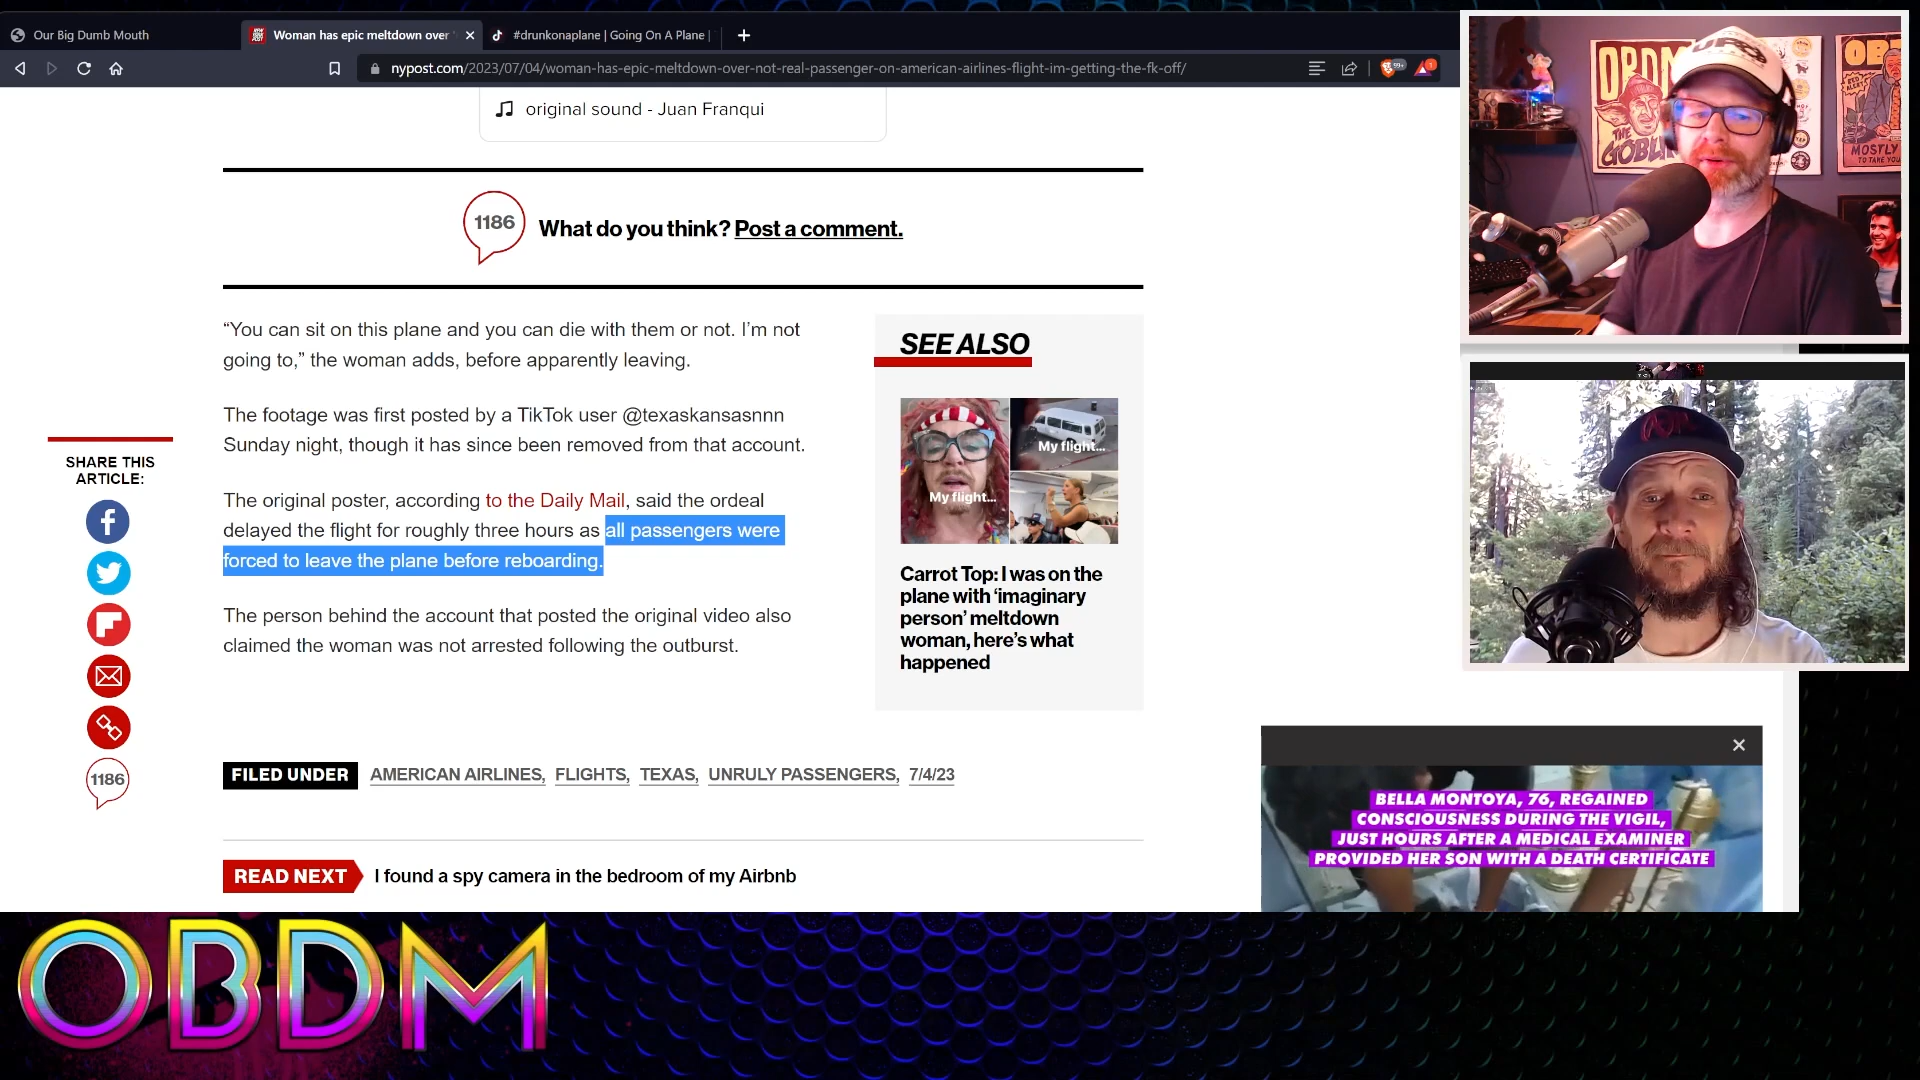 Our Big Dumb Mouth
Woman has epic meltdown over
#drunkonaplane | Going On A Plane |
nypost.com/2023/07/04/woman-has-epic-meltdown-over-not-real-passenger-on-american-airlines-flight-im-getting-the-fk-off/
99+
1
original sound - Juan Franqui
1186
What do you think? Post a comment.
“You can sit on this plane and you can die with them or not. I’m not
going to,” the woman adds, before apparently leaving.
The footage was first posted by a TikTok user @texaskansasnnn
Sunday night, though it has since been removed from that account.
The original poster, according to the Daily Mail, said the ordeal
delayed the flight for roughly three hours as all passengers were
forced to leave the plane before reboarding.
The person behind the account that posted the original video also
claimed the woman was not arrested following the outburst.
SHARE THIS
ARTICLE:
1186
SEE ALSO
My flight...
My flight...
Carrot Top: I was on the
plane with ‘imaginary
person’ meltdown
woman, here’s what
happened
FILED UNDER AMERICAN AIRLINES, FLIGHTS, TEXAS, UNRULY PASSENGERS, 7/4/23
READ NEXT I found a spy camera in the bedroom of my Airbnb
BELLA MONTOYA, 76, REGAINED
CONSCIOUSNESS DURING THE VIGIL,
JUST HOURS AFTER A MEDICAL EXAMINER
PROVIDED HER SON WITH A DEATH CERTIFICATE
OBDM
THE
MOSTLY
TO TAKE
OBDM